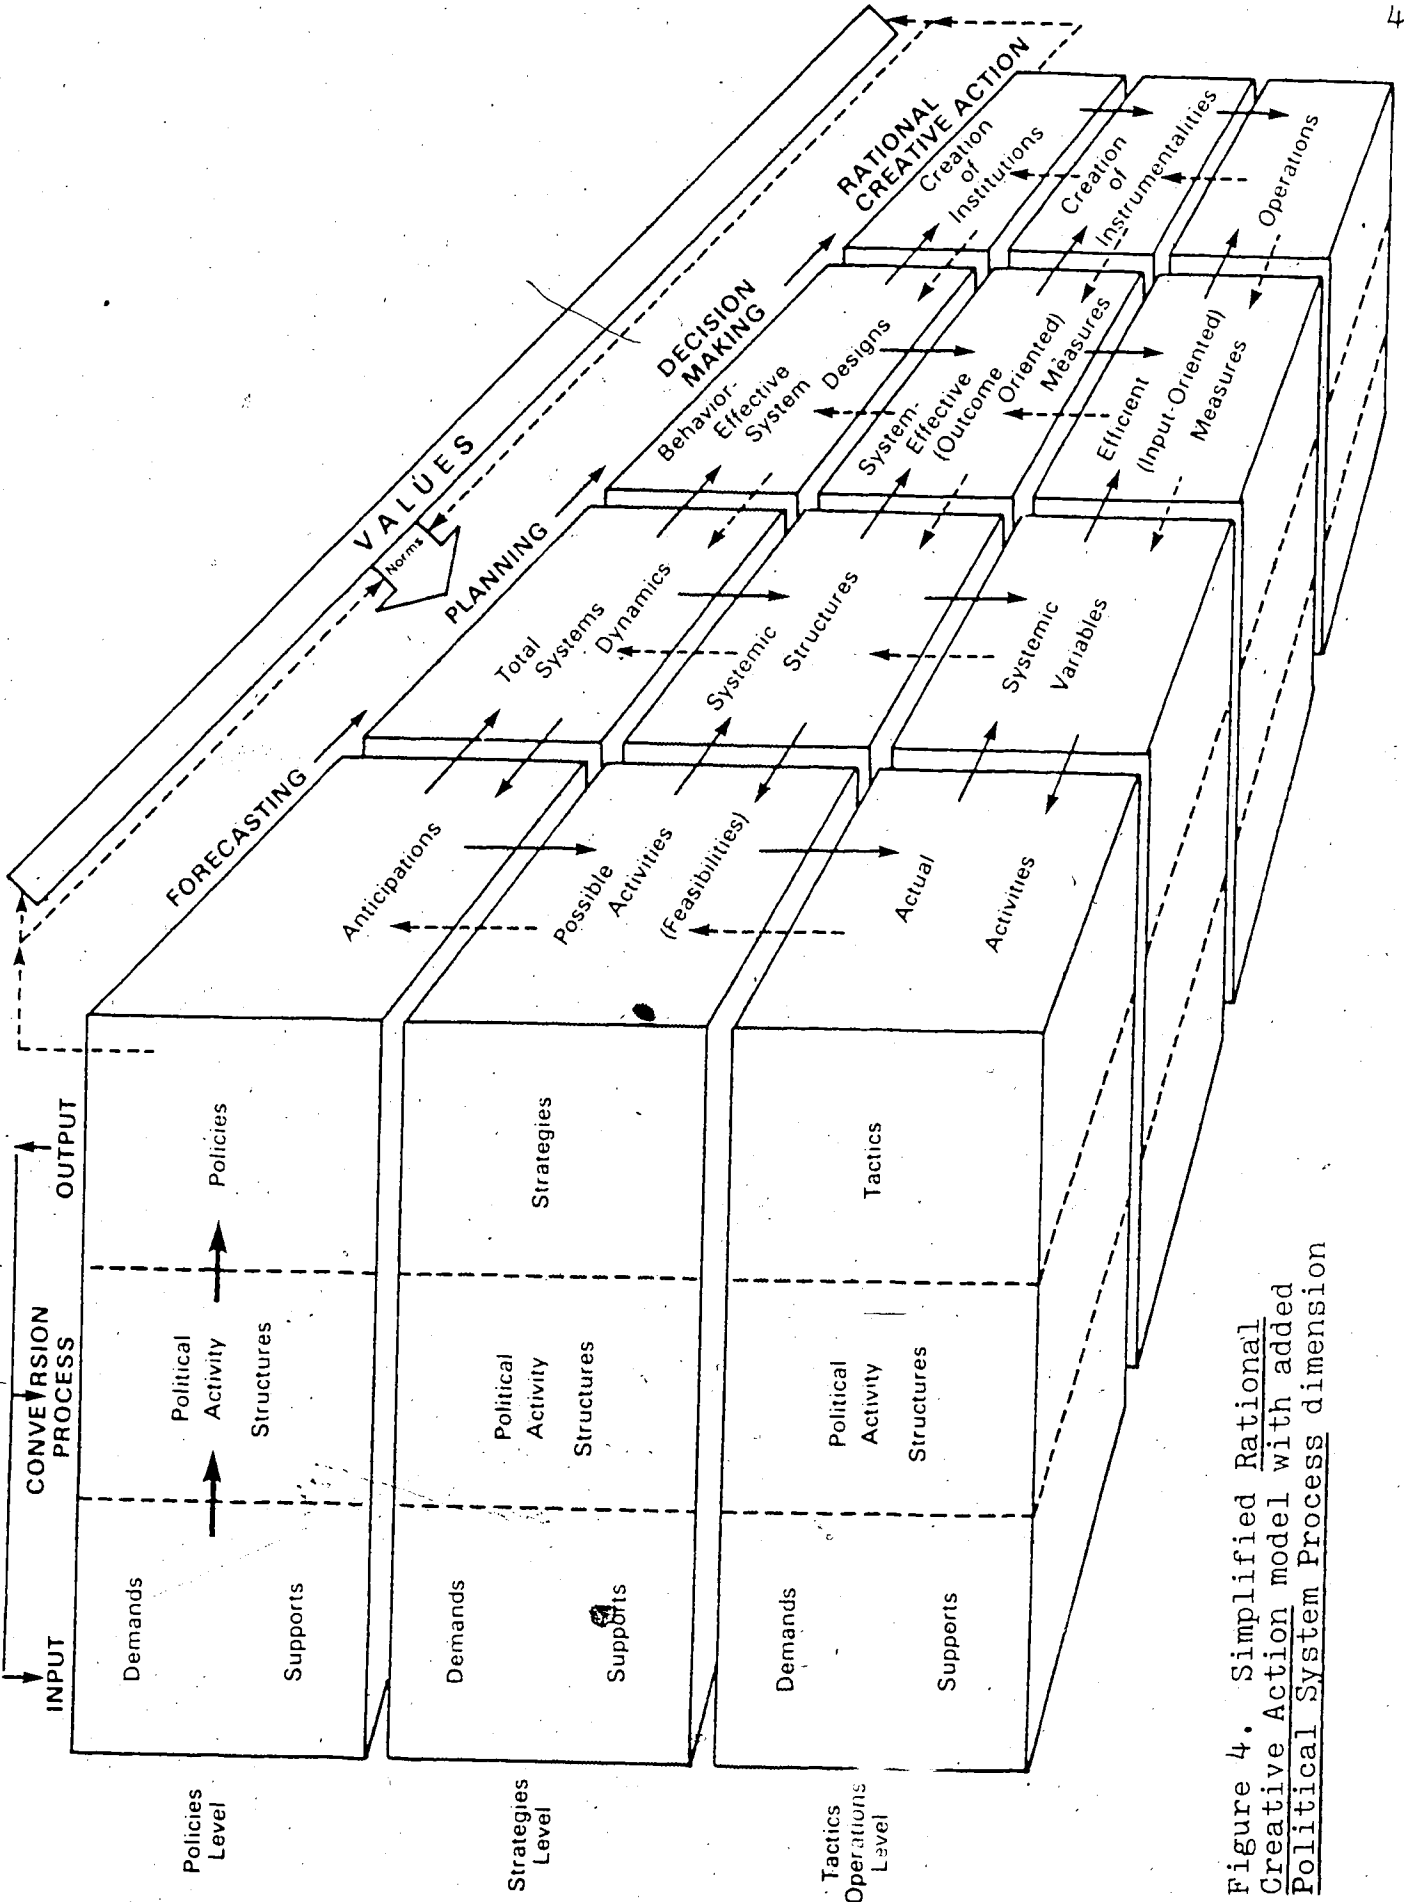 4
VALUES
Norms
FORECASTING
PLANNING
DECISION
MAKING
RATIONAL
CREATIVE ACTION
INPUT
CONVERSION
PROCESS
OUTPUT
Policies
Level
Demands
Supports
Political
Activity
Structures
Policies
Anticipations
Total
Systems
Dynamics
Behavior-
Effective
System
Designs
Creation
of
Institutions
Strategies
Level
Demands
Supports
Political
Activity
Structures
Strategies
Possible
Activities
(Feasibilities)
Systemic
Structures
System-
Effective
(Outcome
Oriented)
Measures
Creation
of
Instrumentalities
Tactics
Operations
Level
Demands
Supports
Political
Activity
Structures
Tactics
Actual
Activities
Systemic
Variables
Efficient
(Input-Oriented)
Measures
Operations
Figure 4. Simplified Rational
Creative Action model with added
Political System Process dimension